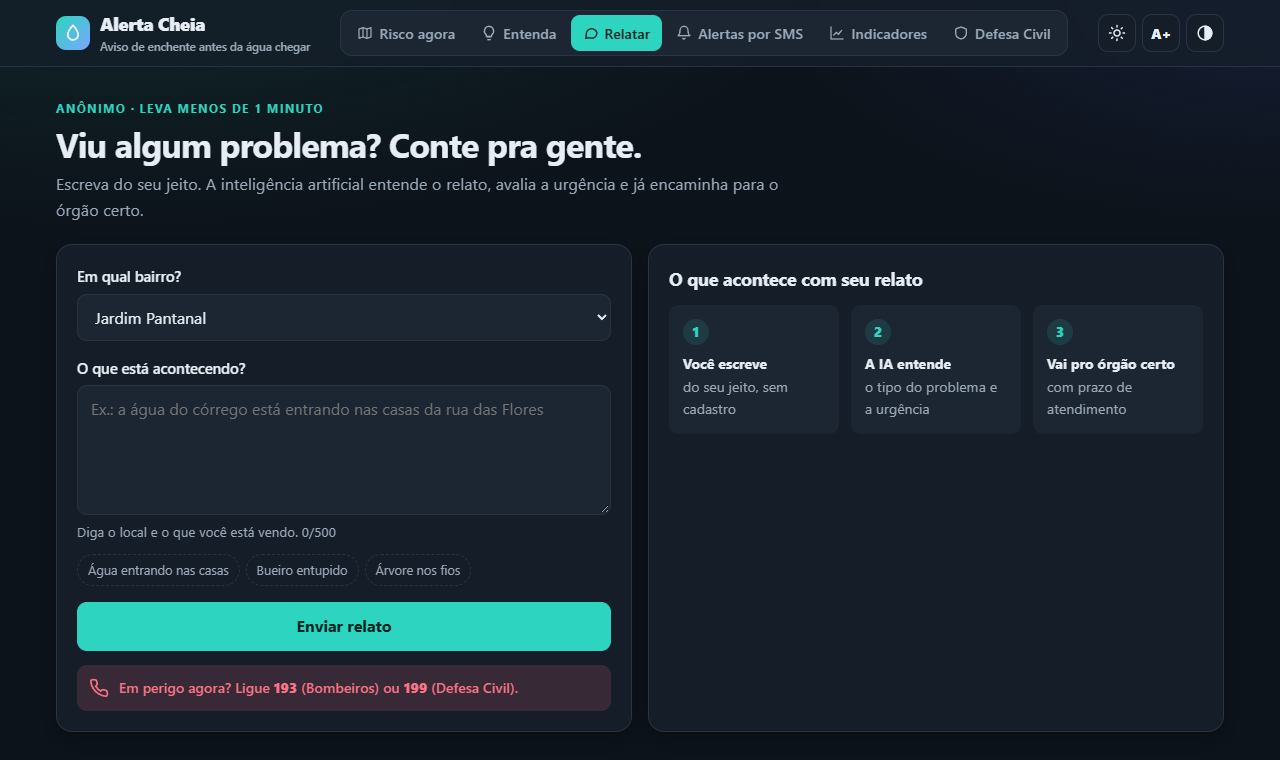 Alerta Cheia
Aviso de enchente antes da água chegar
Risco agora
Entenda
Relatar
Alertas por SMS
Indicadores
Defesa Civil
A+
ANÔNIMO · LEVA MENOS DE 1 MINUTO
Viu algum problema? Conte pra gente.
Escreva do seu jeito. A inteligência artificial entende o relato, avalia a urgência e já encaminha para o
órgão certo.
Em qual bairro?
Jardim Pantanal
O que está acontecendo?
Ex.: a água do córrego está entrando nas casas da rua das Flores
Diga o local e o que você está vendo. 0/500
Água entrando nas casas
Bueiro entupido
Árvore nos fios
Enviar relato
Em perigo agora? Ligue 193 (Bombeiros) ou 199 (Defesa Civil).
O que acontece com seu relato
1
Você escreve
do seu jeito, sem
cadastro
2
A IA entende
o tipo do problema e
a urgência
3
Vai pro órgão certo
com prazo de
atendimento